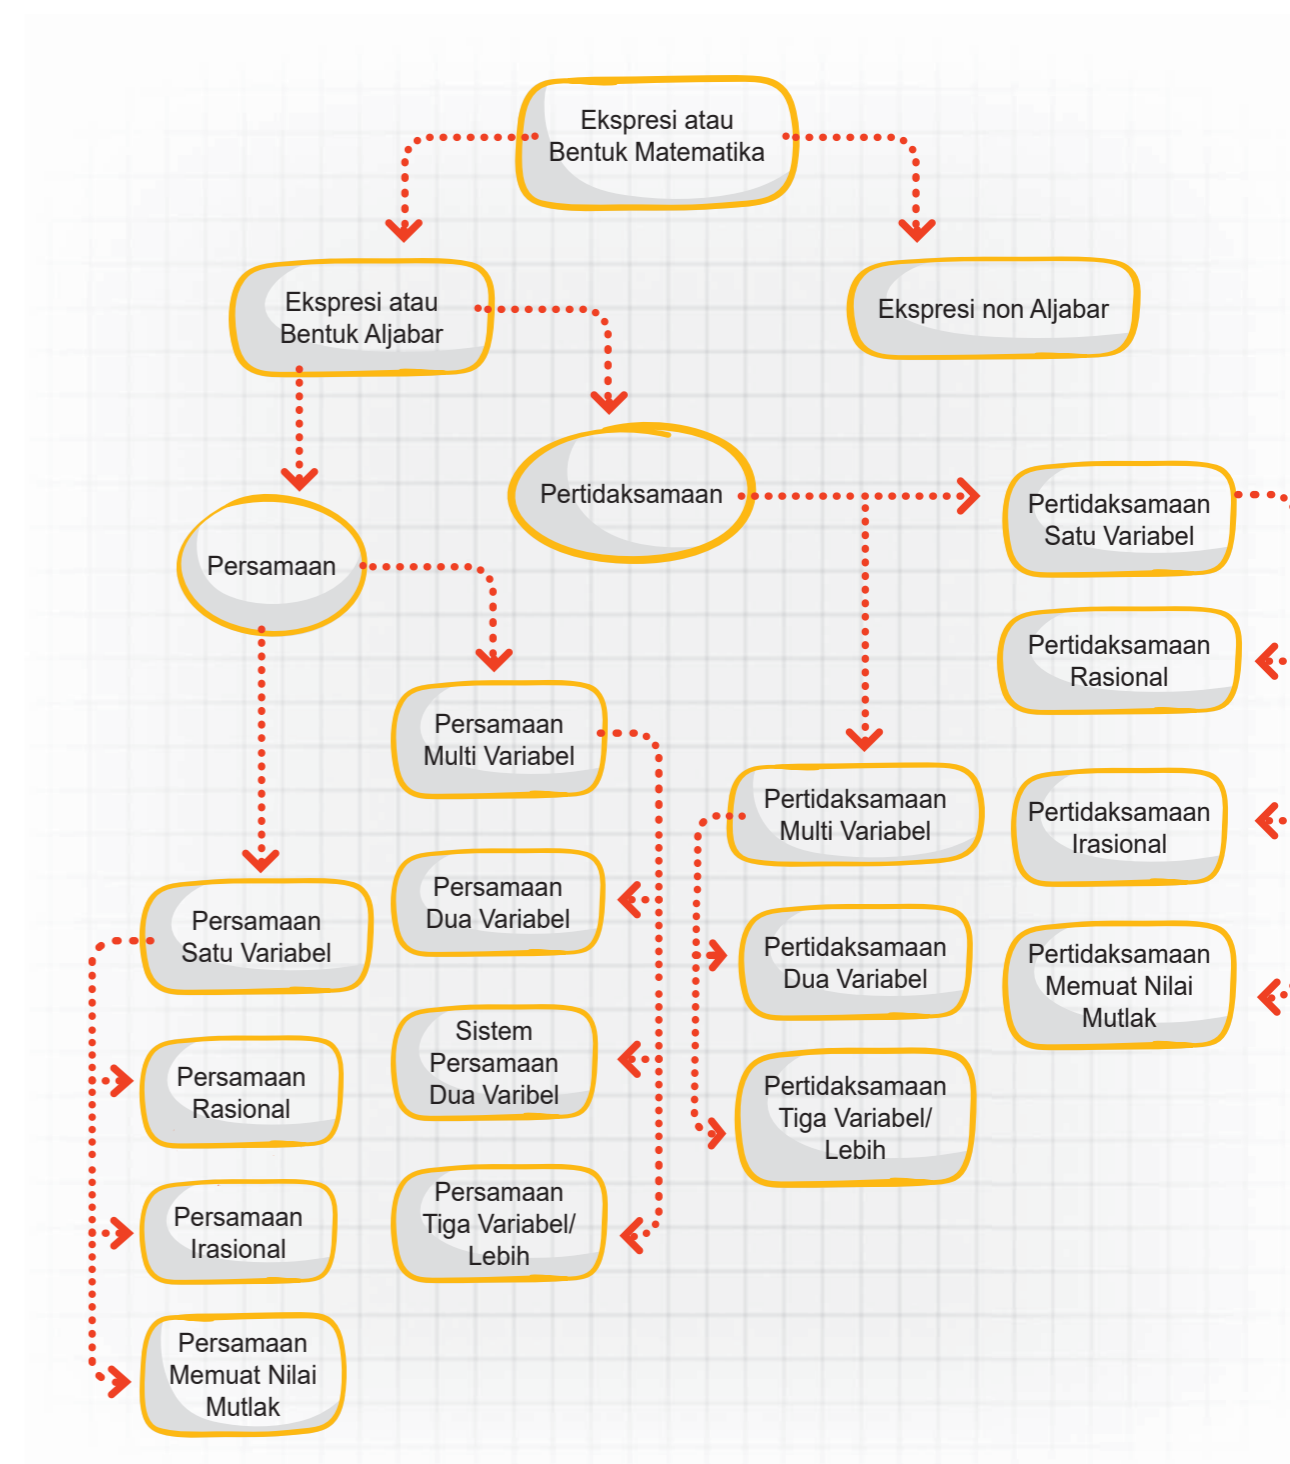 Ekspresi atau
Bentuk Matematika
Ekspresi atau
Bentuk Aljabar
Ekspresi non Aljabar
Pertidaksamaan
Persamaan
Pertidaksamaan
Satu Variabel
Pertidaksamaan
Rasional
Pertidaksamaan
Irasional
Pertidaksamaan
Memuat Nilai
Mutlak
Persamaan
Multi Variabel
Persamaan
Dua Variabel
Sistem
Persamaan
Dua Varibel
Persamaan
Tiga Variabel/
Lebih
Pertidaksamaan
Multi Variabel
Pertidaksamaan
Dua Variabel
Pertidaksamaan
Tiga Variabel/
Lebih
Persamaan
Satu Variabel
Persamaan
Rasional
Persamaan
Irasional
Persamaan
Memuat Nilai
Mutlak